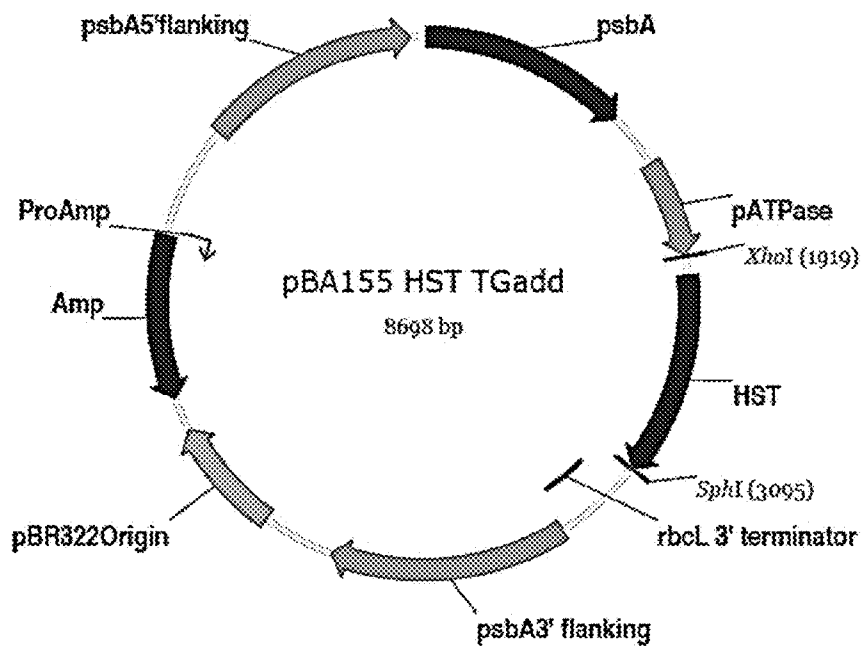 psbA5'flanking
psbA
ProAmp
pATPase
XhoI (1919)
pBA155 HST TGadd
8698 bp
Amp
HST
SphI (3095)
pBR322Origin
rbcL 3' terminator
psbA3' flanking